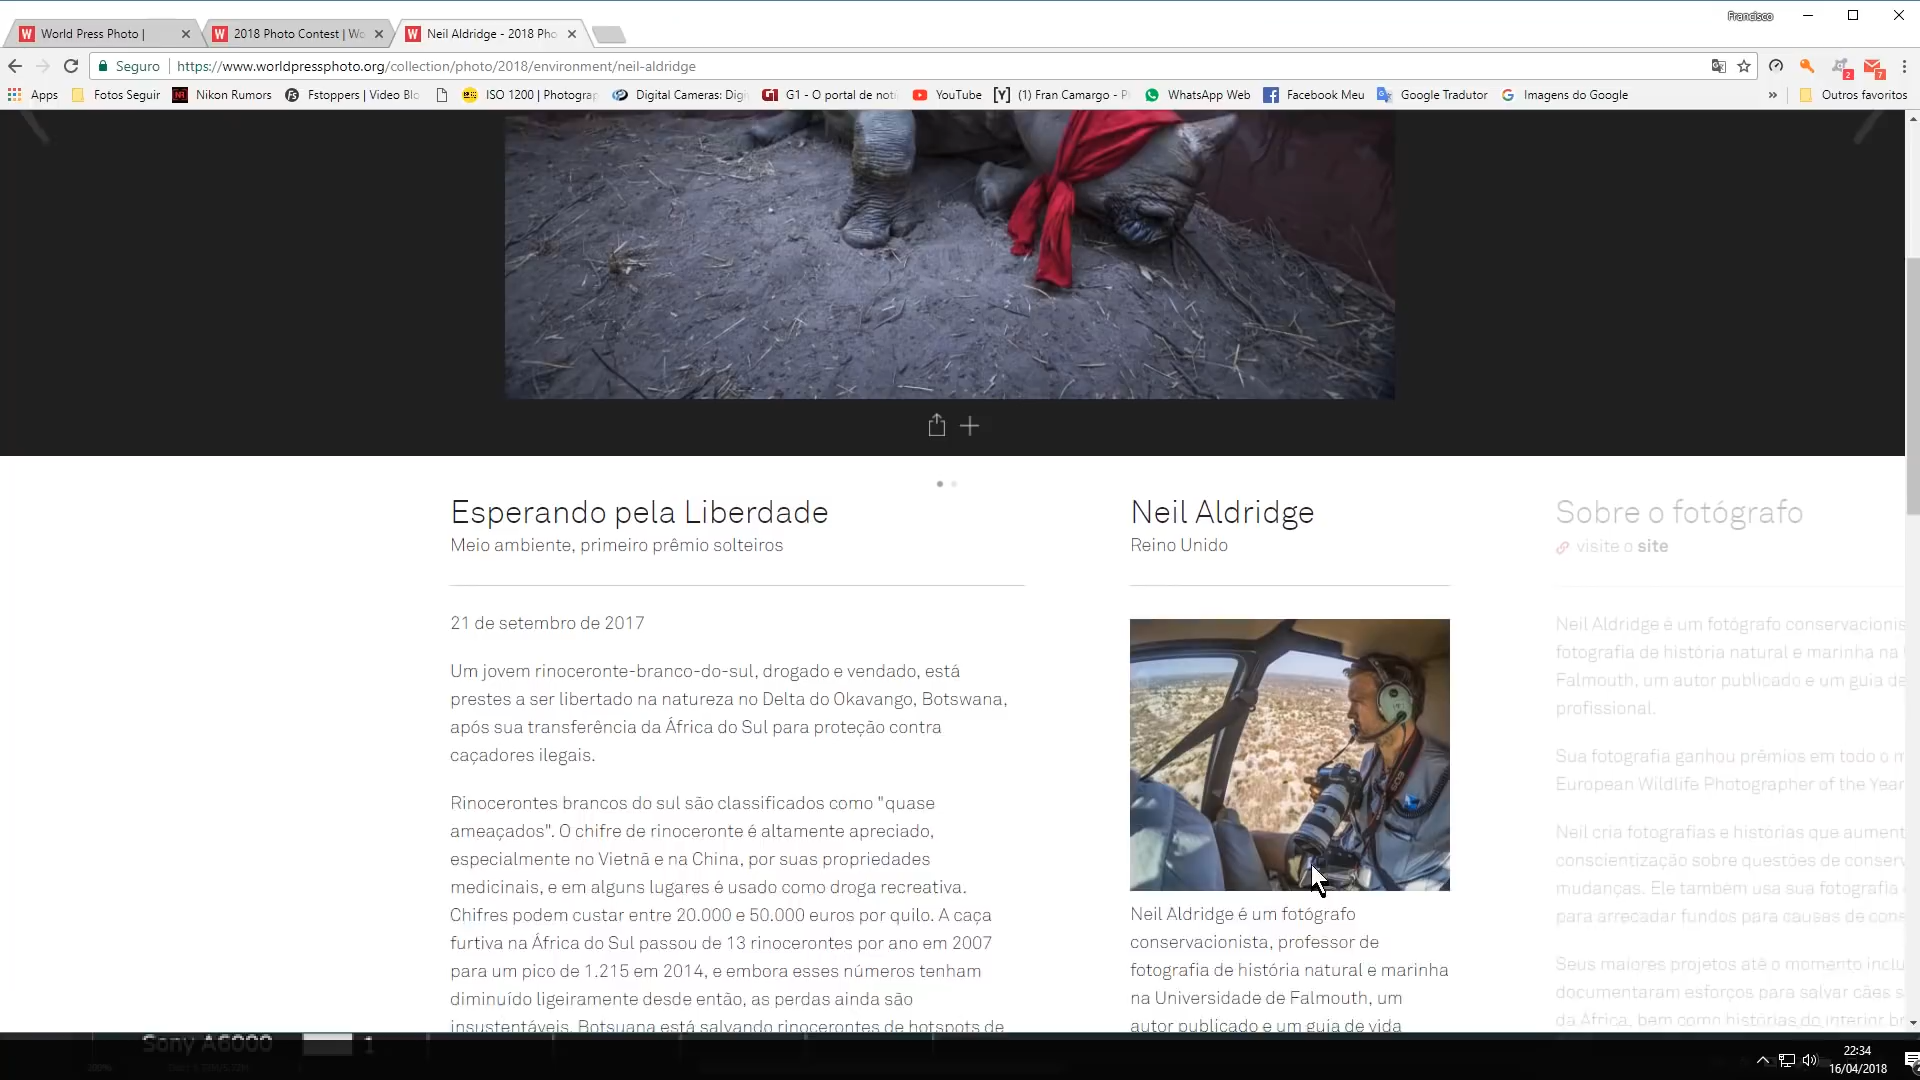 Francisco
World Press Photo |
2018 Photo Contest | Wo
Neil Aldridge - 2018 Pho
Seguro
https://www.worldpressphoto.org/collection/photo/2018/environment/neil-aldridge
2
7
Apps
Fotos Seguir
Nikon Rumors
Fstoppers | Video Blo
ISO 1200 | Photograp
Digital Cameras: Digi
G1 - O portal de notí
YouTube
(1) Fran Camargo - P
WhatsApp Web
Facebook Meu
Google Tradutor
Imagens do Google
»
Outros favoritos
Esperando pela Liberdade
Meio ambiente, primeiro prêmio solteiros
21 de setembro de 2017
Um jovem rinoceronte-branco-do-sul, drogado e vendado, está
prestes a ser libertado na natureza no Delta do Okavango, Botswana,
após sua transferência da África do Sul para proteção contra
caçadores ilegais.
Rinocerontes brancos do sul são classificados como "quase
ameaçados". O chifre de rinoceronte é altamente apreciado,
especialmente no Vietnã e na China, por suas propriedades
medicinais, e em alguns lugares é usado como droga recreativa.
Chifres podem custar entre 20.000 e 50.000 euros por quilo. A caça
furtiva na África do Sul passou de 13 rinocerontes por ano em 2007
para um pico de 1.215 em 2014, e embora esses números tenham
diminuído ligeiramente desde então, as perdas ainda são
insustentáveis. Botsuana está salvando rinocerontes de hotspots de
Neil Aldridge
Reino Unido
Neil Aldridge é um fotógrafo
conservacionista, professor de
fotografia de história natural e marinha
na Universidade de Falmouth, um
autor publicado e um guia de vida
Sobre o fotógrafo
visite o site
Neil Aldridge é um fotógrafo conservacionis
fotografia de história natural e marinha na
Falmouth, um autor publicado e um guia de
profissional.
Sua fotografia ganhou prêmios em todo o m
European Wildlife Photographer of the Year
Neil cria fotografias e histórias que aument
conscientização sobre questões de conserv
mudanças. Ele também usa sua fotografia
para arrecadar fundos para causas de cons
Seus maiores projetos até o momento inclu
documentaram esforços para salvar cães s
da África, bem como histórias do interior br
Sony A6000
1
22:34
16/04/2018